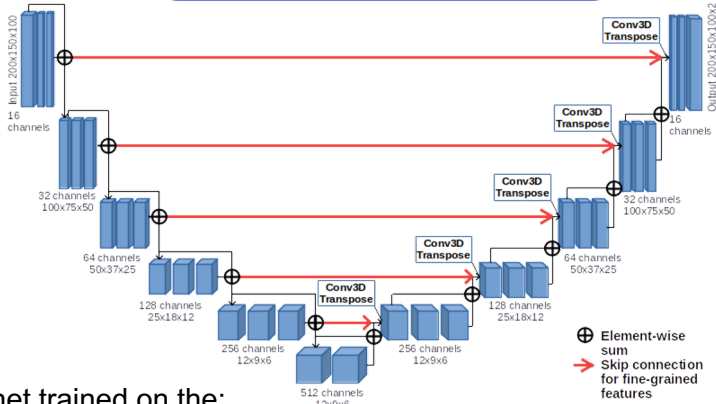 Input 200x150x100
16
channels
32 channels
100x75x50
64 channels
50x37x25
128 channels
25x18x12
256 channels
12x9x6
512 channels
12x9x6
Conv3D
Transpose
256 channels
12x9x6
Conv3D
Transpose
128 channels
25x18x12
Conv3D
Transpose
64 channels
50x37x25
Conv3D
Transpose
32 channels
100x75x50
Conv3D
Transpose
16
channels
Output 200x150x100x2
Element-wise
sum
Skip connection
for fine-grained
features
net trained on the: